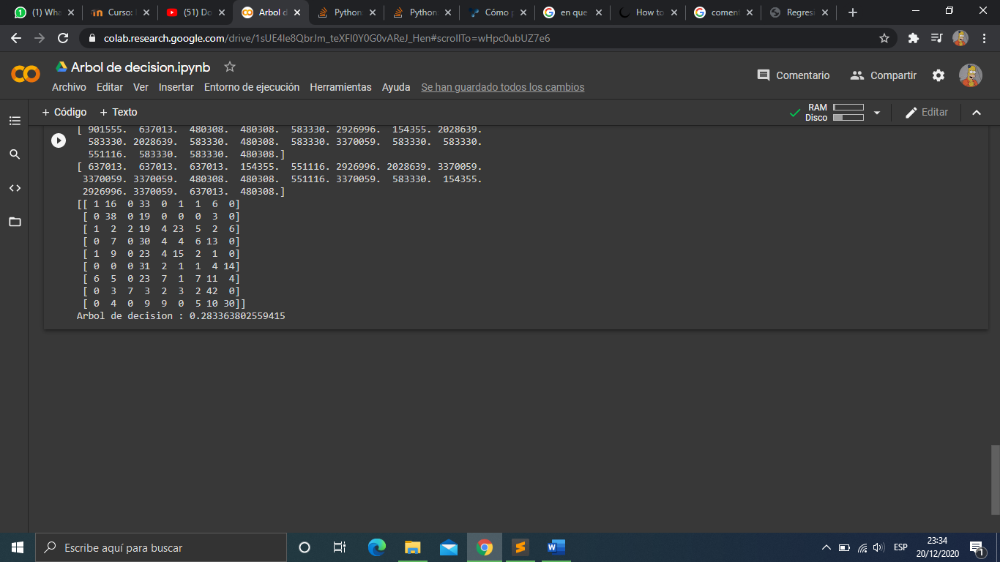 (1) Wha
Curso: I
(51) Do
Arbol d
Python
Python
Cómo p
en que
How to
coment
Regresi
colab.research.google.com/drive/1sUE4le8QbrJm_teXFl0Y0G0vAReJ_Hen#scrollTo=wHpc0ubUZ7e6
Arbol de decision.ipynb
Archivo Editar Ver Insertar Entorno de ejecución Herramientas Ayuda Se han guardado todos los cambios
Comentario
Compartir
+ Código + Texto
RAM
Disco
Editar
[ 901555. 637013. 480308. 480308. 583330. 2926996. 154355. 2028639.
583330. 2028639. 583330. 480308. 583330. 3370059. 583330. 583330.
551116. 583330. 583330. 480308.]
[ 637013. 637013. 637013. 154355. 551116. 2926996. 2028639. 3370059.
3370059. 3370059. 480308. 480308. 551116. 3370059. 583330. 154355.
2926996. 3370059. 637013. 480308.]
[[ 1 16 0 33 0 1 1 6 0]
[ 0 38 0 19 0 0 0 3 0]
[ 1 2 2 19 4 23 5 2 6]
[ 0 7 0 30 4 4 6 13 0]
[ 1 9 0 23 4 15 2 1 0]
[ 0 0 0 31 2 1 1 4 14]
[ 6 5 0 23 7 1 7 11 4]
[ 0 3 7 3 2 3 2 42 0]
[ 0 4 0 9 9 0 5 10 30]]
Arbol de decision : 0.283363802559415
Escribe aquí para buscar
ESP
23:34
20/12/2020
1